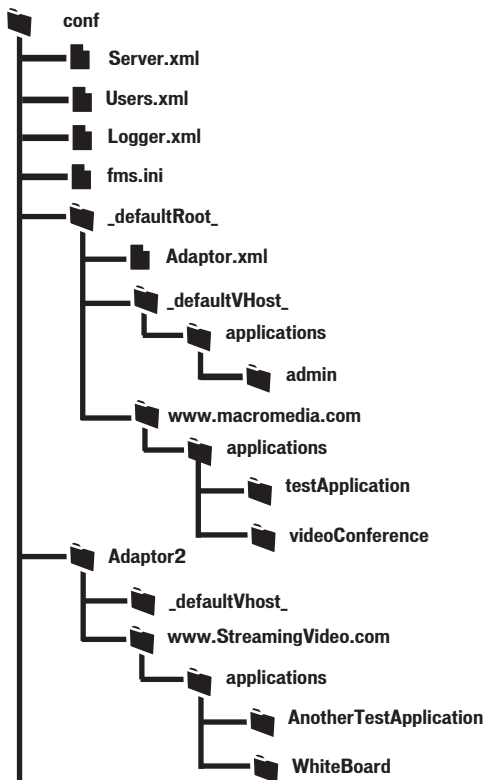 conf
Server.xml
Users.xml
Logger.xml
fms.ini
_defaultRoot_
Adaptor.xml
_defaultVHost_
applications
admin
www.macromedia.com
applications
testApplication
videoConference
Adaptor2
_defaultVhost_
www.StreamingVideo.com
applications
AnotherTestApplication
WhiteBoard